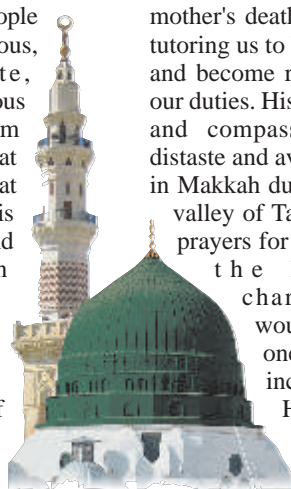 ople
ous,
te,
ous
m
at
at
is
d
n
f
mother's death
tutoring us to
and become r
our duties. His
and compass
distaste and av
in Makkah du
valley of Ta
prayers for
the
char
wou
one
inc
H